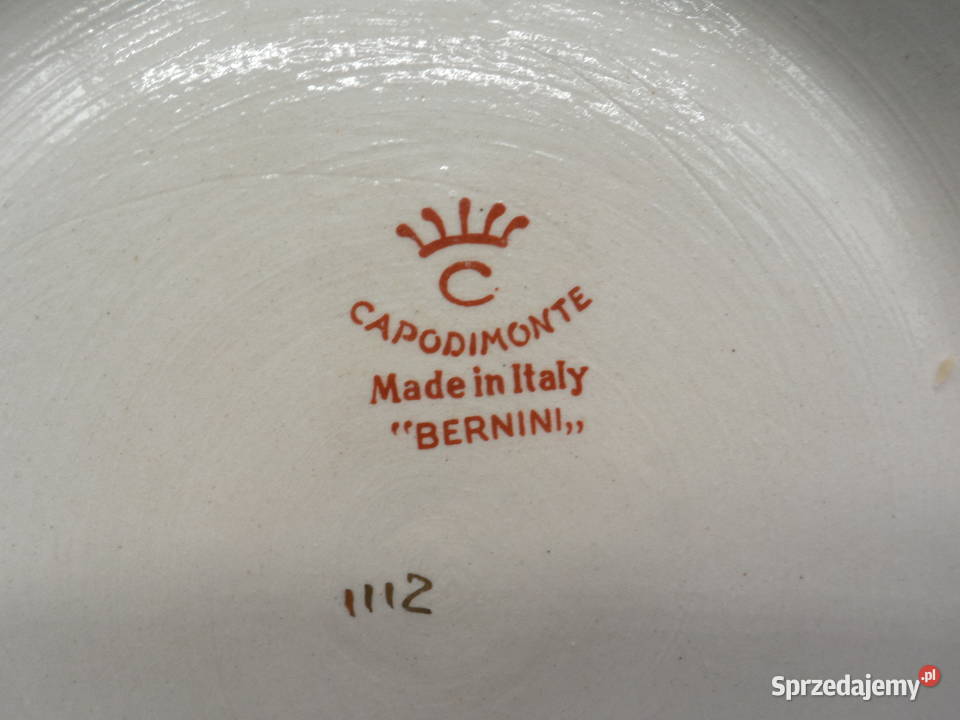 C
CAPODIMONTE
Made in Italy
"BERNINI„
1112
Sprzedajemy.pl